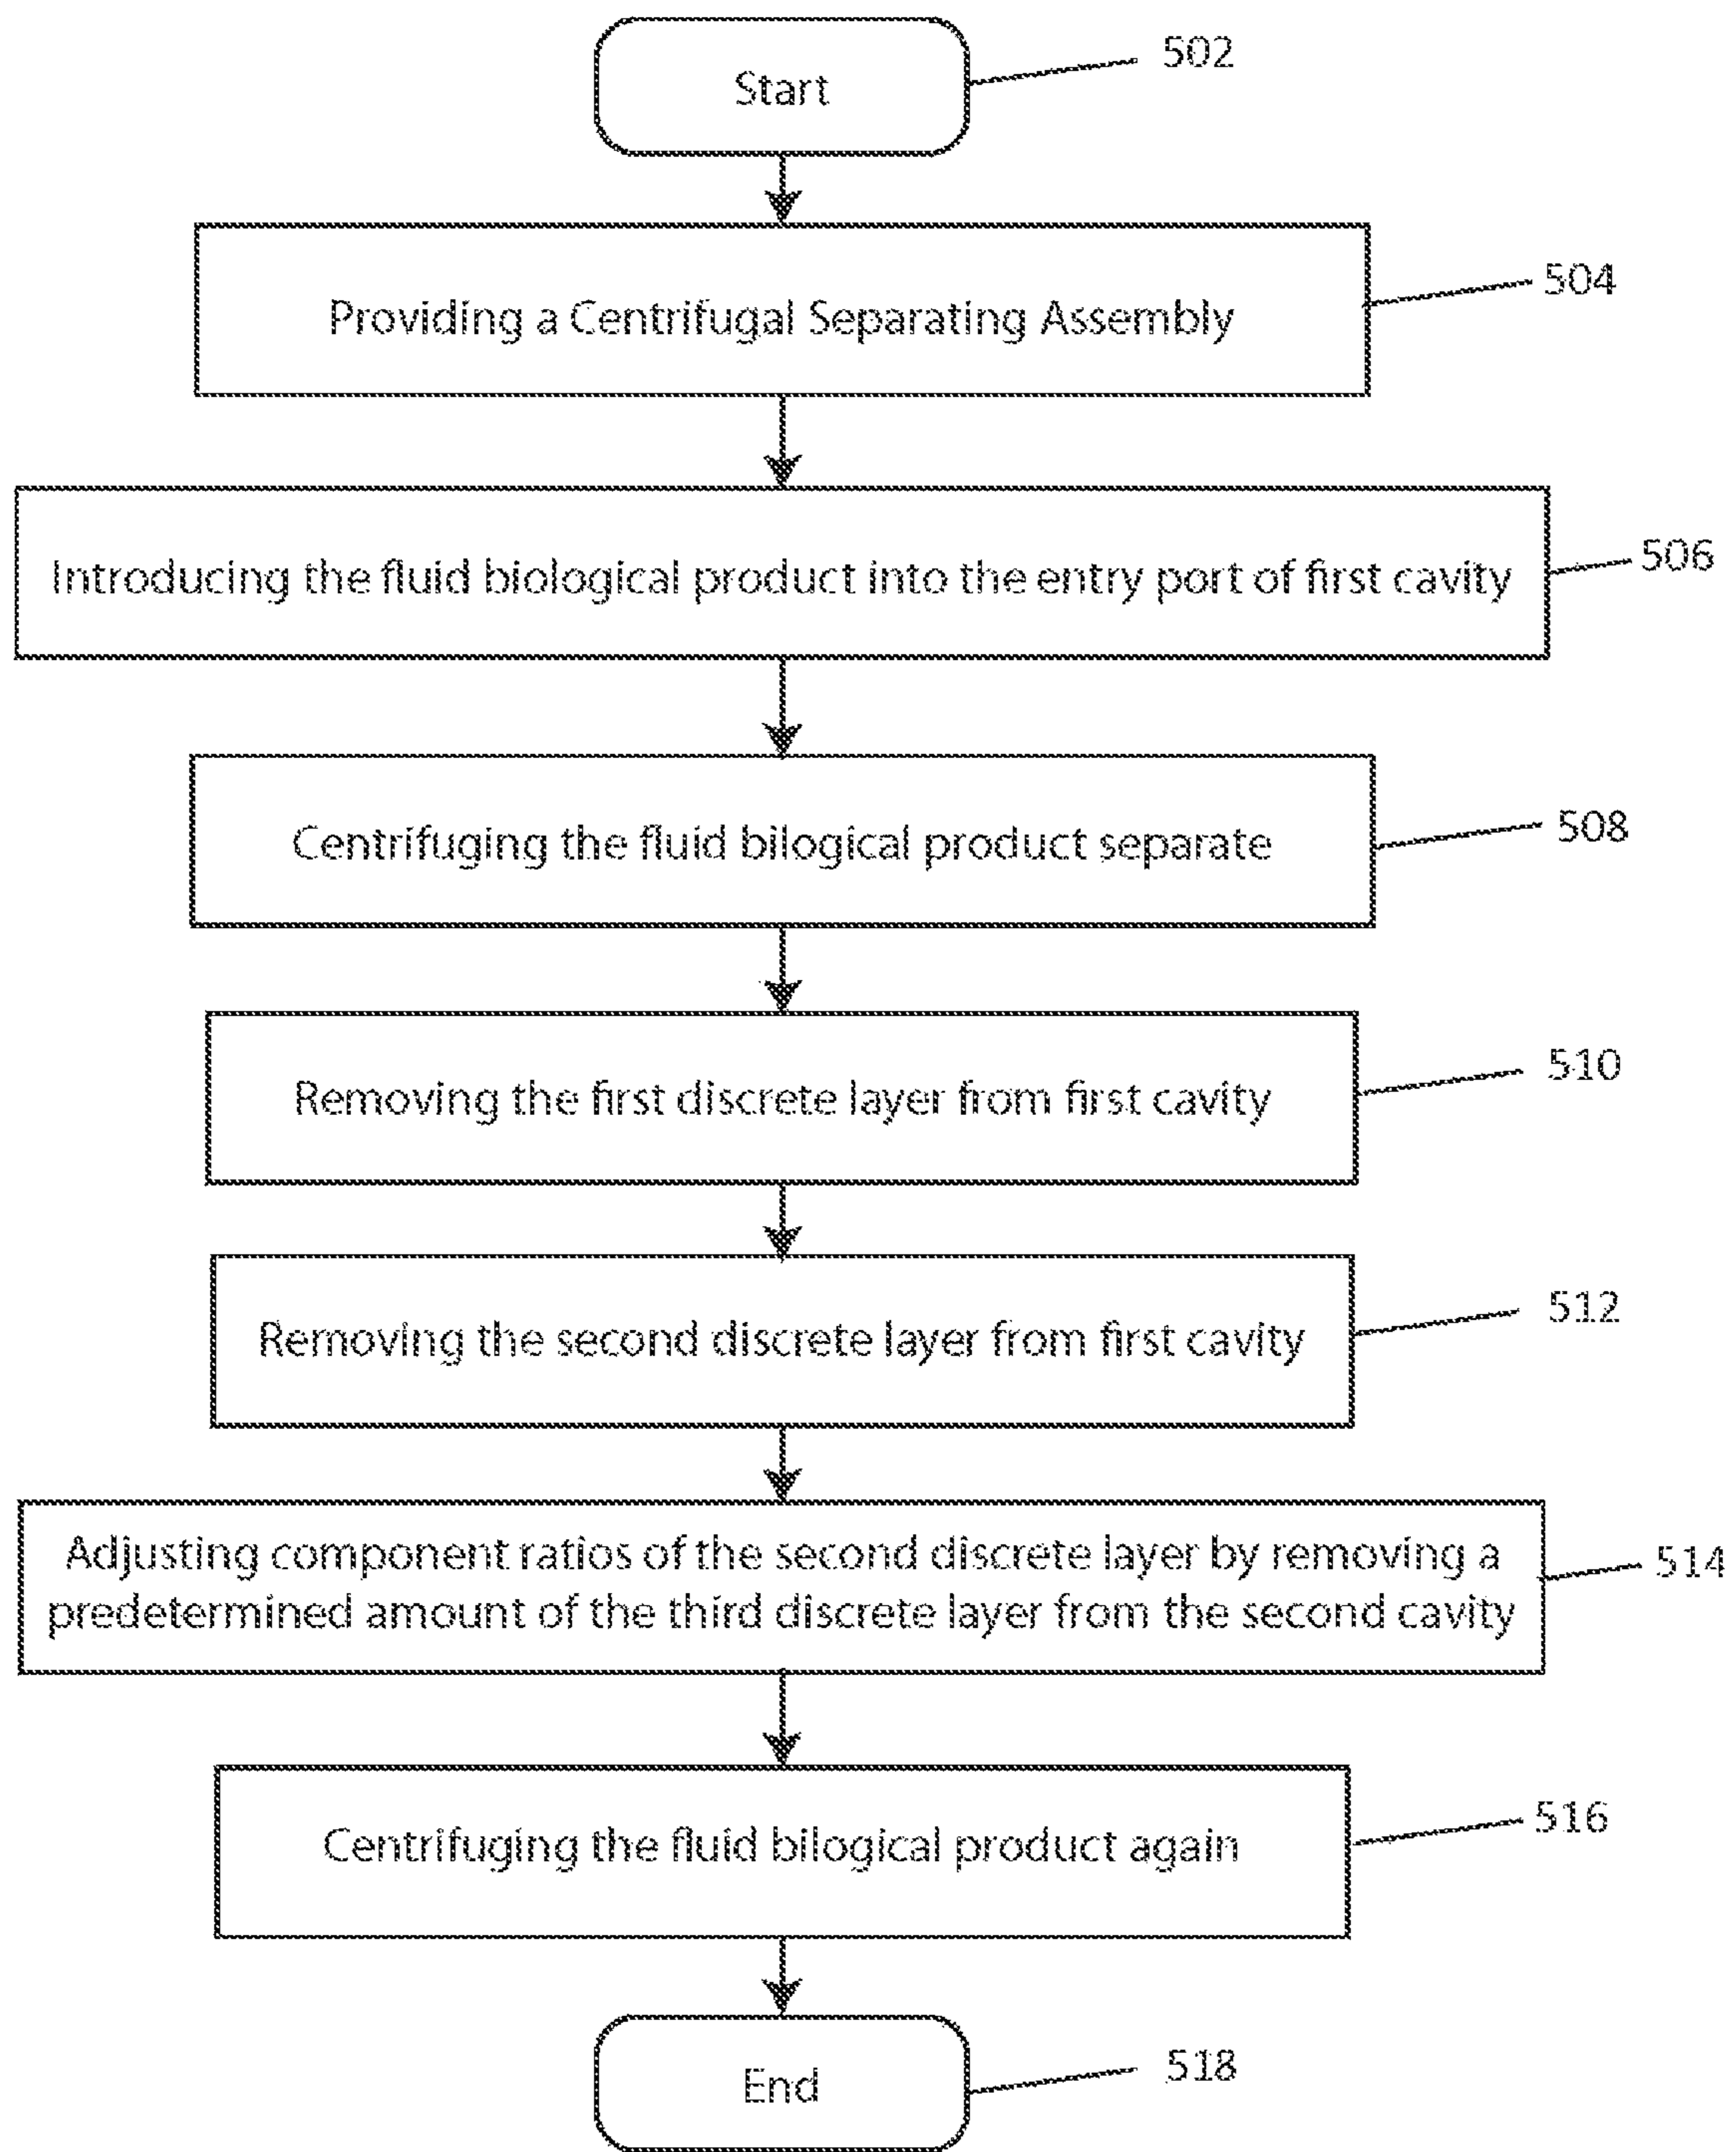 Start
502
Providing a Centrifugal Separating Assembly
504
Introducing the fluid biological product into the entry port of first cavity
506
Centrifuging the fluid bilogical product separate
508
Removing the first discrete layer from first cavity
510
Removing the second discrete layer from first cavity
512
Adjusting component ratios of the second discrete layer by removing a
predetermined amount of the third discrete layer from the second cavity
514
Centrifuging the fluid bilogical product again
516
End
518